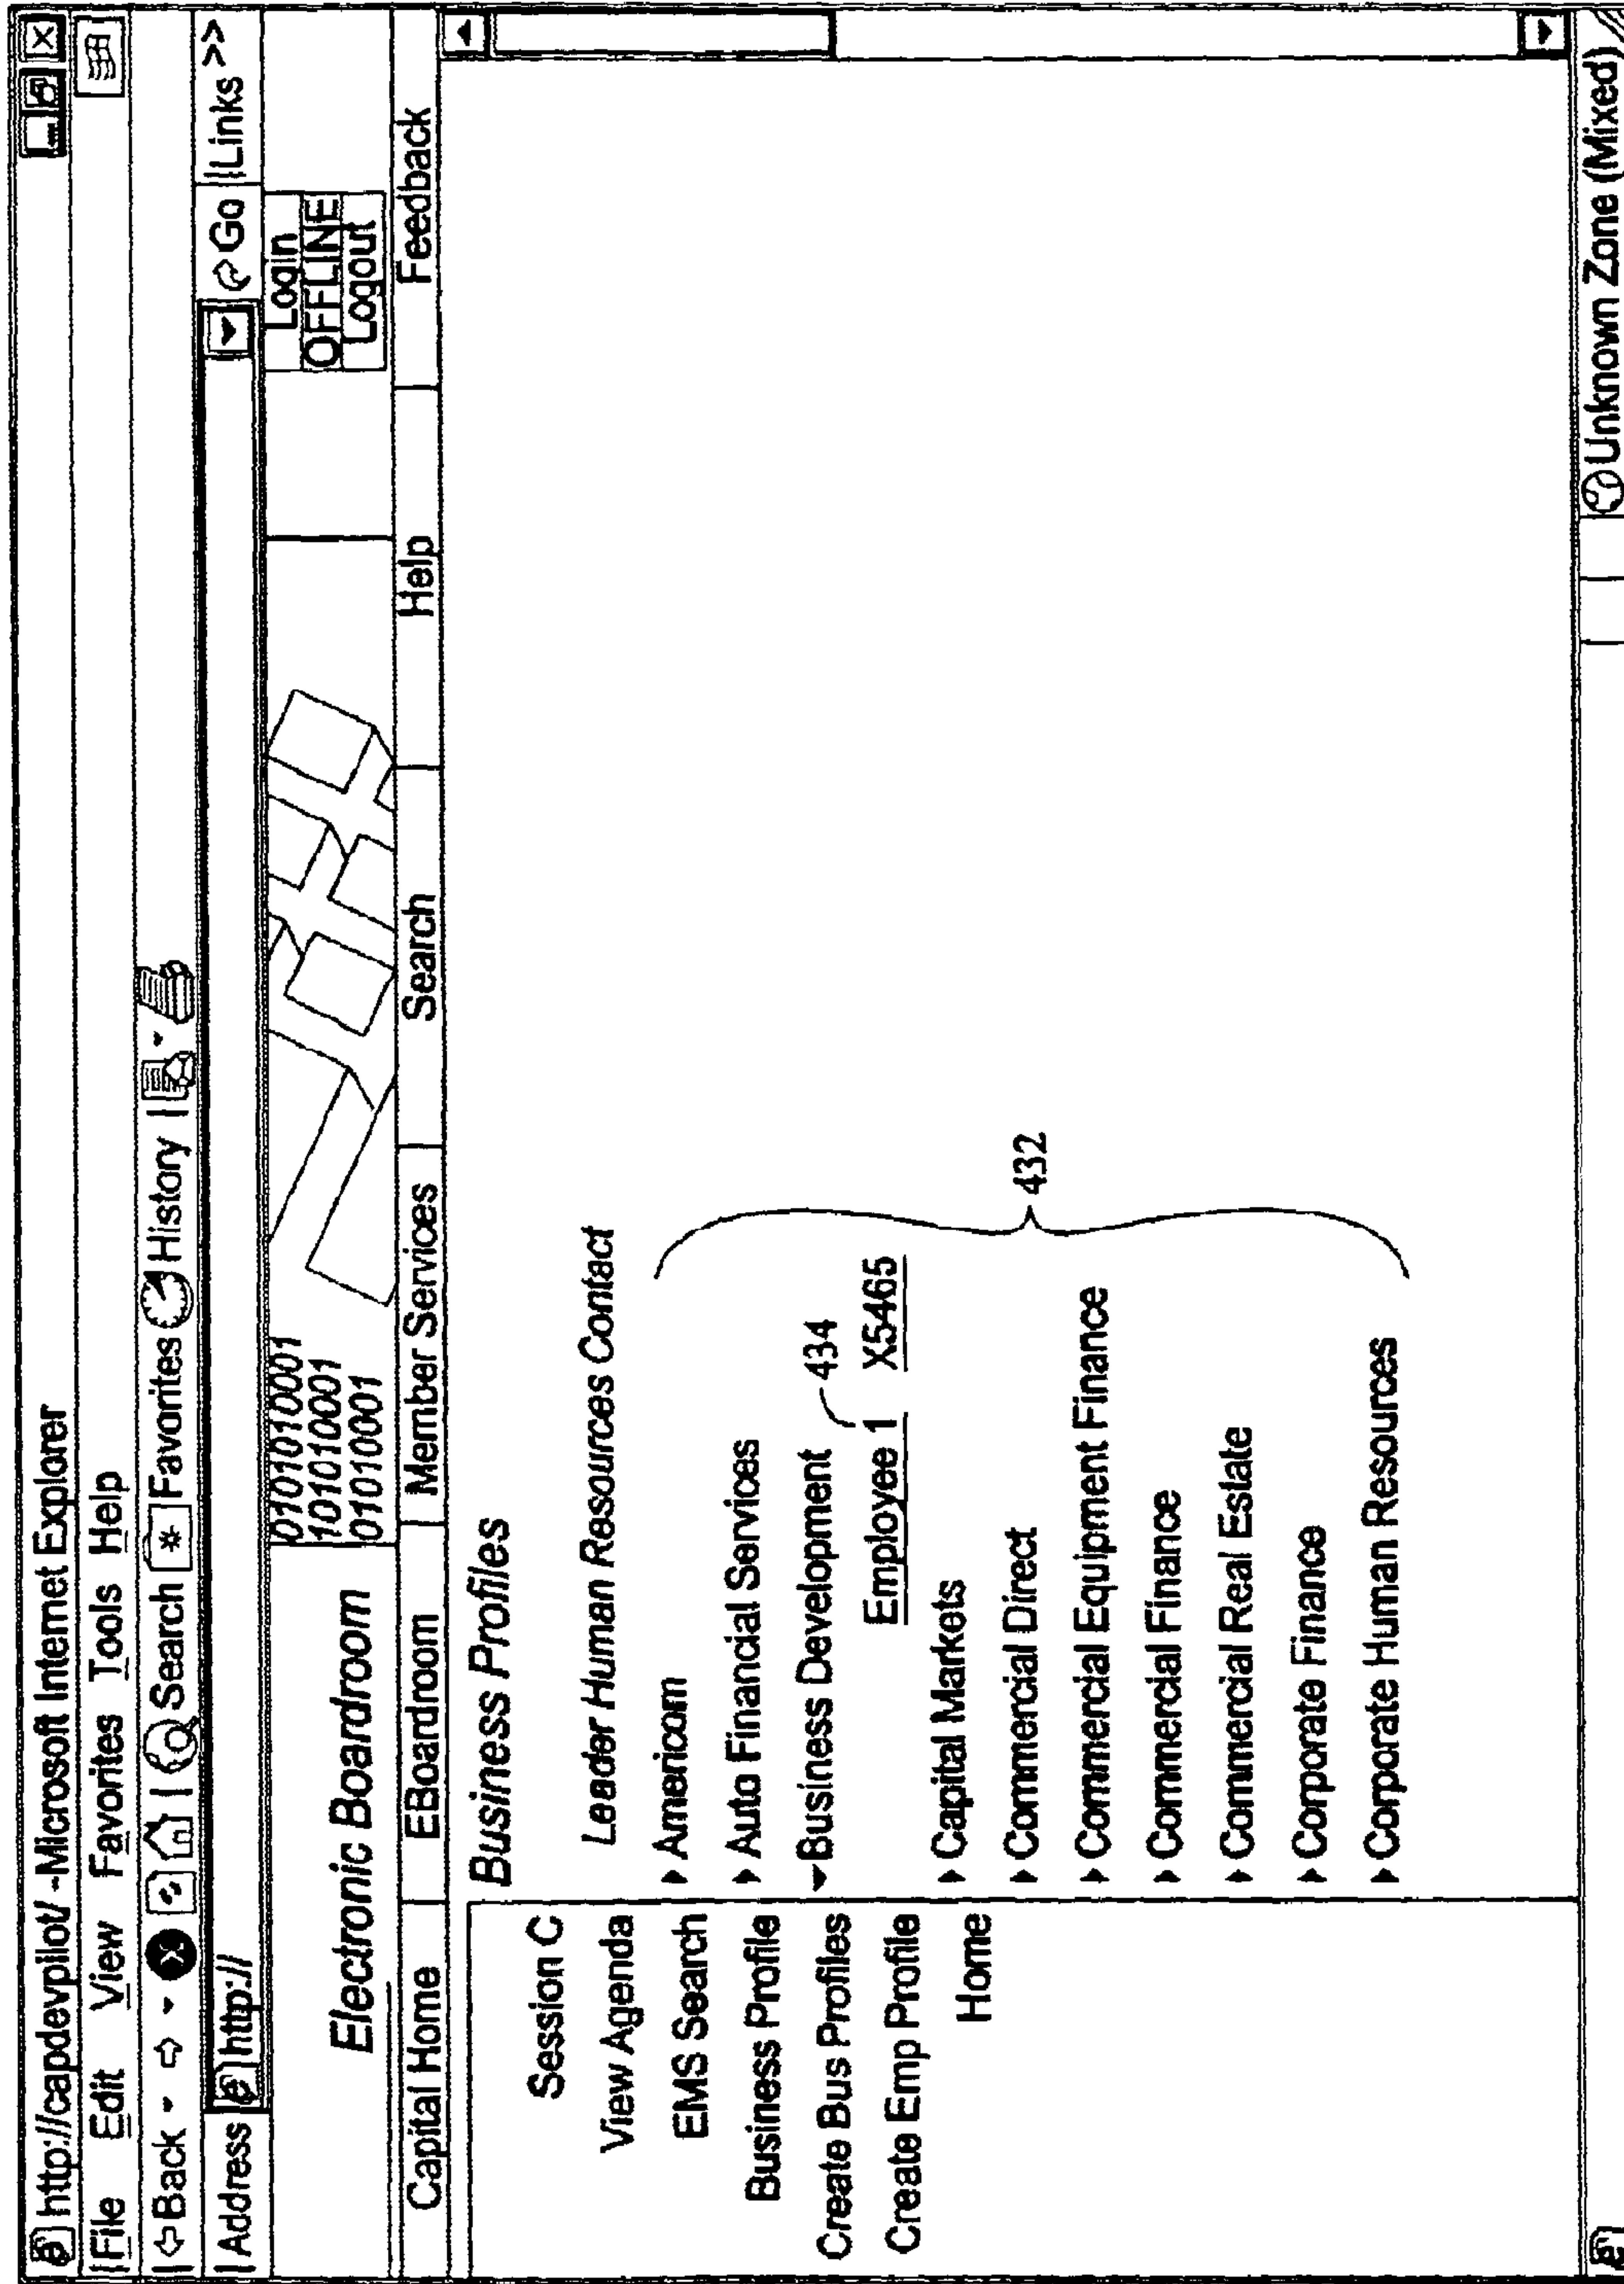 http://capdevpilot/ -Microsoft Internet Explorer
File Edit View Favorites Tools Help
Back Search Favorites History
Address http:// Go Links >>
Electronic Boardroom
0101010001
101010001
01010001
Login
OFFLINE
Logout
Capital Home EBoardroom Member Services Search Help Feedback
Session C
View Agenda
EMS Search
Business Profile
Create Bus Profiles
Create Emp Profile
Home
Business Profiles
Leader Human Resources Contact
Americom
Auto Financial Services
Business Development
434
Employee 1 X5465
Capital Markets
Commercial Direct
Commercial Equipment Finance
Commercial Finance
Commercial Real Estate
Corporate Finance
Corporate Human Resources
432
Unknown Zone (Mixed)